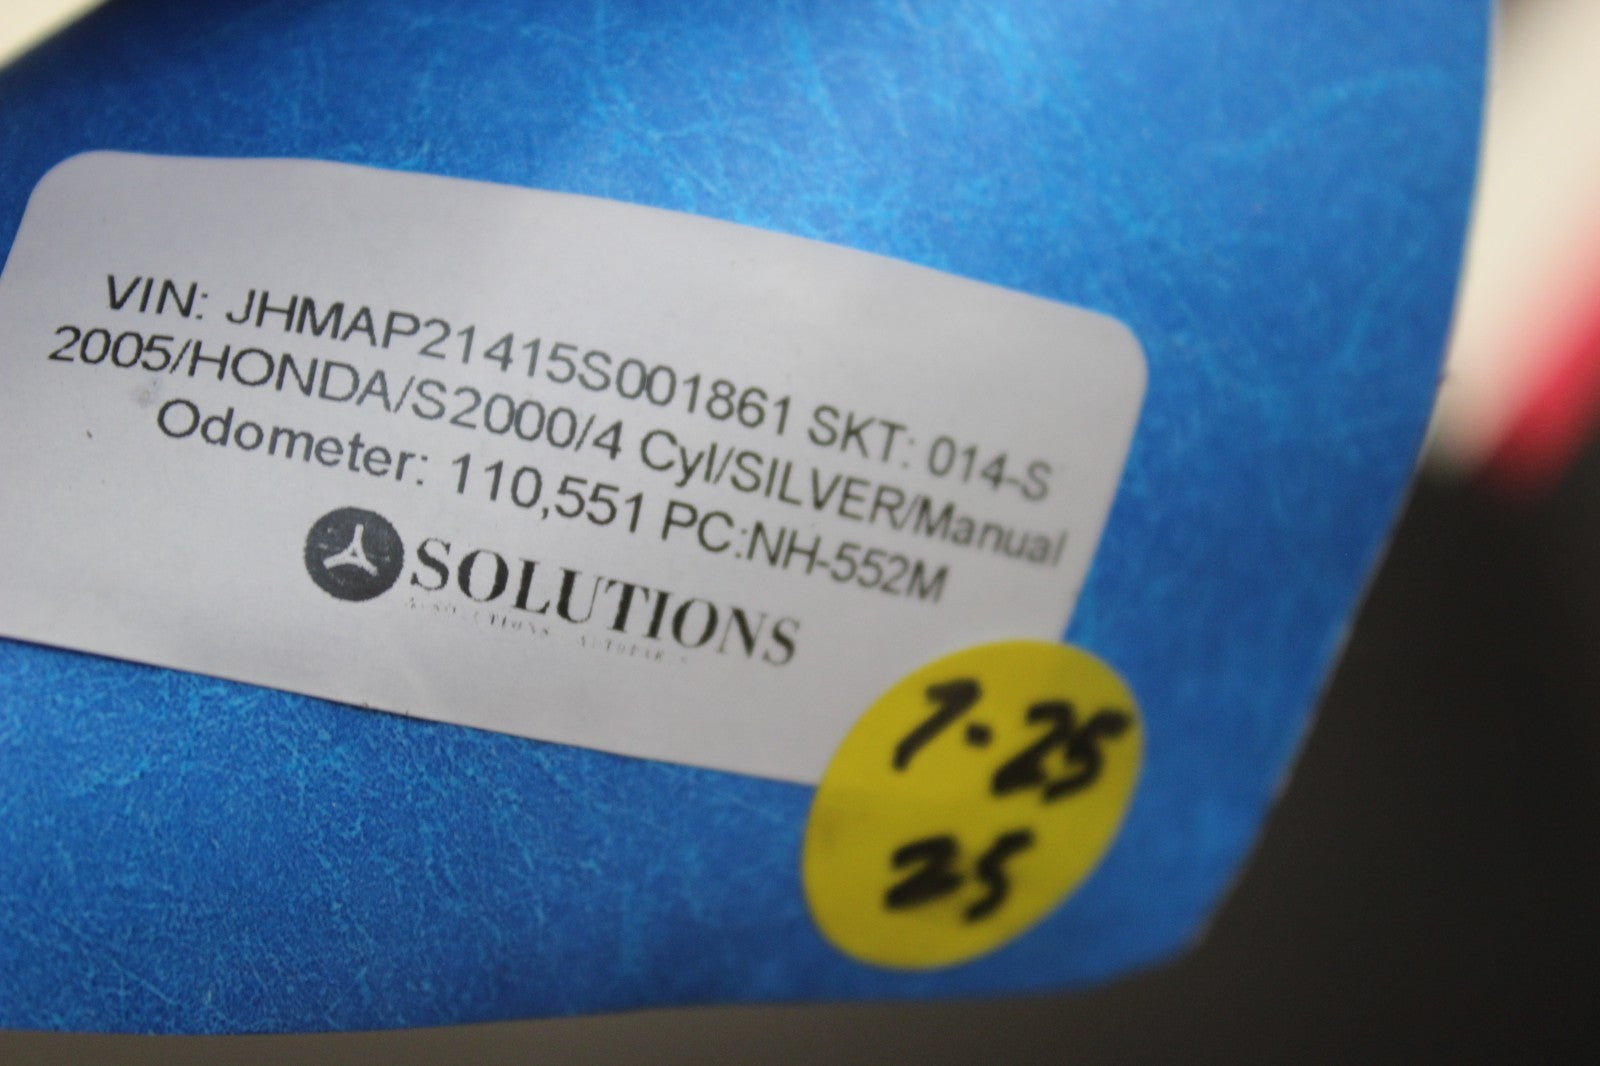 VIN: JHMAP21415S001861 SKT: 014-S
2005/HONDA/S2000/4 Cyl/SILVER/Manual
Odometer: 110,551 PC:NH-552M
SOLUTIONS
7-25
25